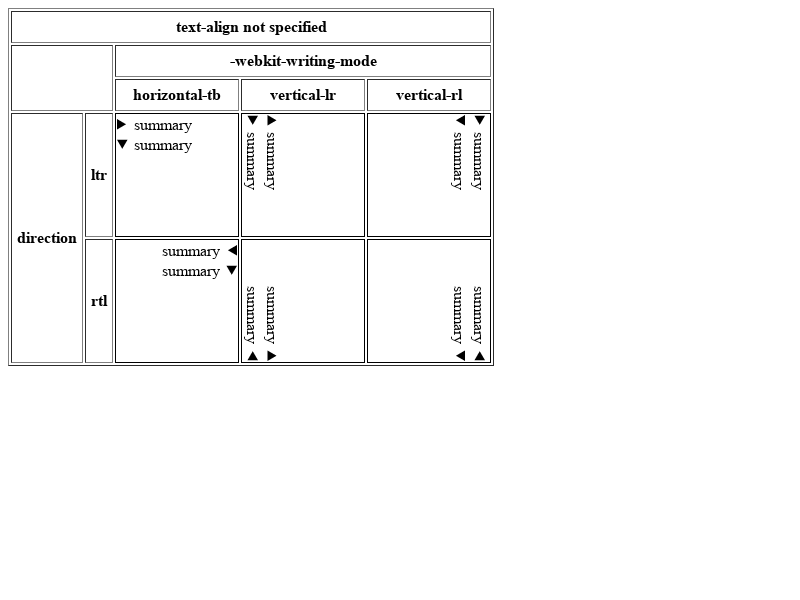 text-align not specified
-webkit-writing-mode
horizontal-tb vertical-lr vertical-rl
direction
ltr
▶ summary
▼ summary
▼ summary
▶ summary
◀ summary
▼ summary
rtl
summary ◀
summary ▼
summary ▲
summary ▶
summary ◀
summary ▲